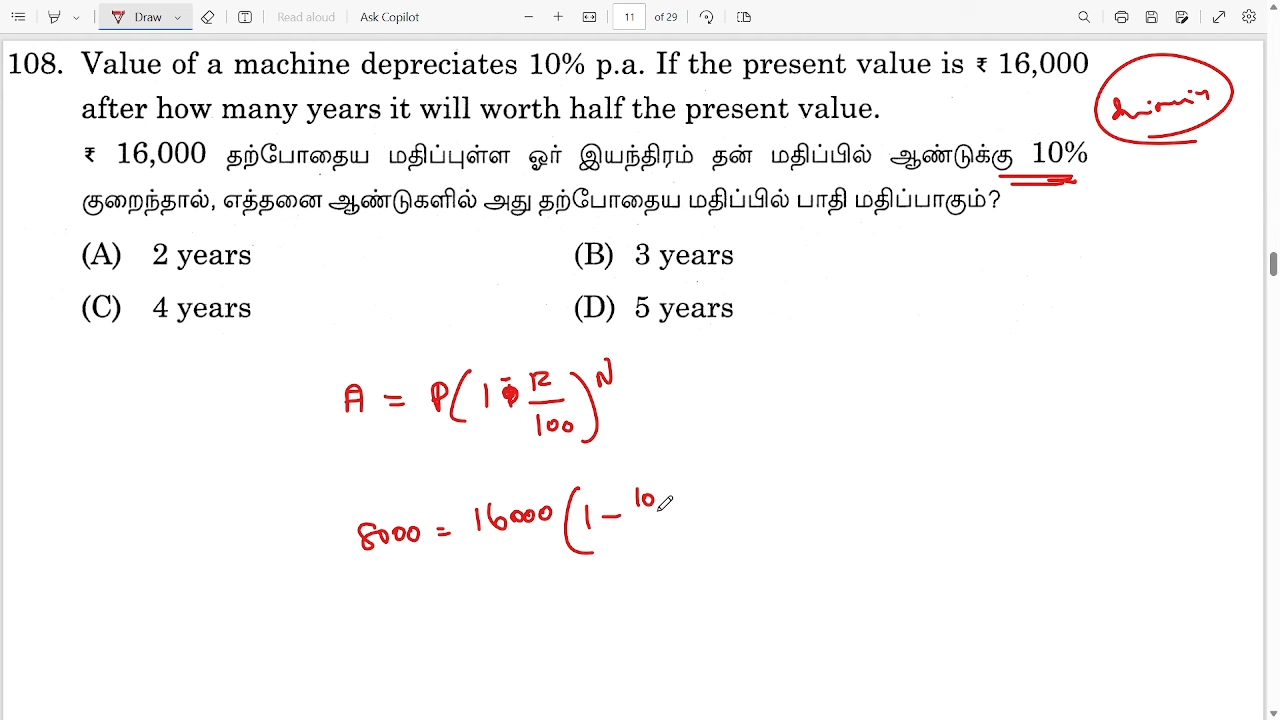 Draw Read aloud Ask Copilot 11 of 29
108. Value of a machine depreciates 10% p.a. If the present value is ₹ 16,000
after how many years it will worth half the present value.
₹ 16,000 தற்போதைய மதிப்புள்ள ஓர் இயந்திரம் தன் மதிப்பில் ஆண்டுக்கு 10%
குறைந்தால், எத்தனை ஆண்டுகளில் அது தற்போதைய மதிப்பில் பாதி மதிப்பாகும்?
(A) 2 years (B) 3 years
(C) 4 years (D) 5 years
A = P(1 - R/100)^N
8000 = 16000 (1 - 10